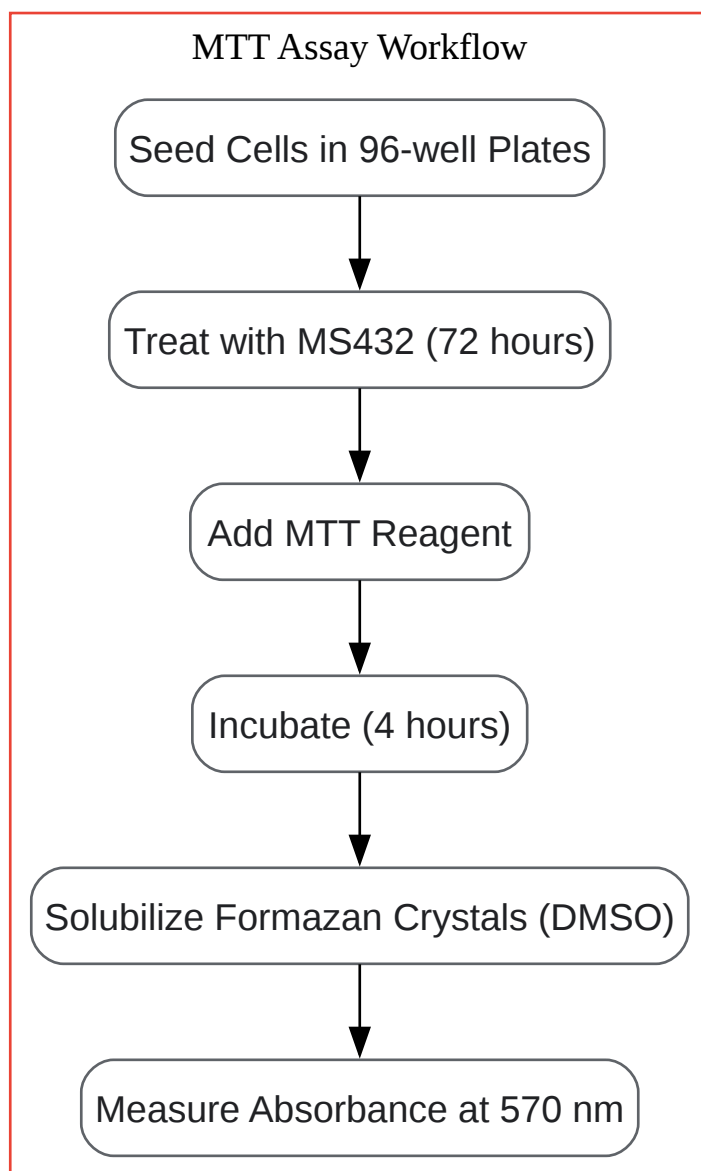 MTT Assay Workflow
Seed Cells in 96-well Plates
Treat with MS432 (72 hours)
Add MTT Reagent
Incubate (4 hours)
Solubilize Formazan Crystals (DMSO)
Measure Absorbance at 570 nm